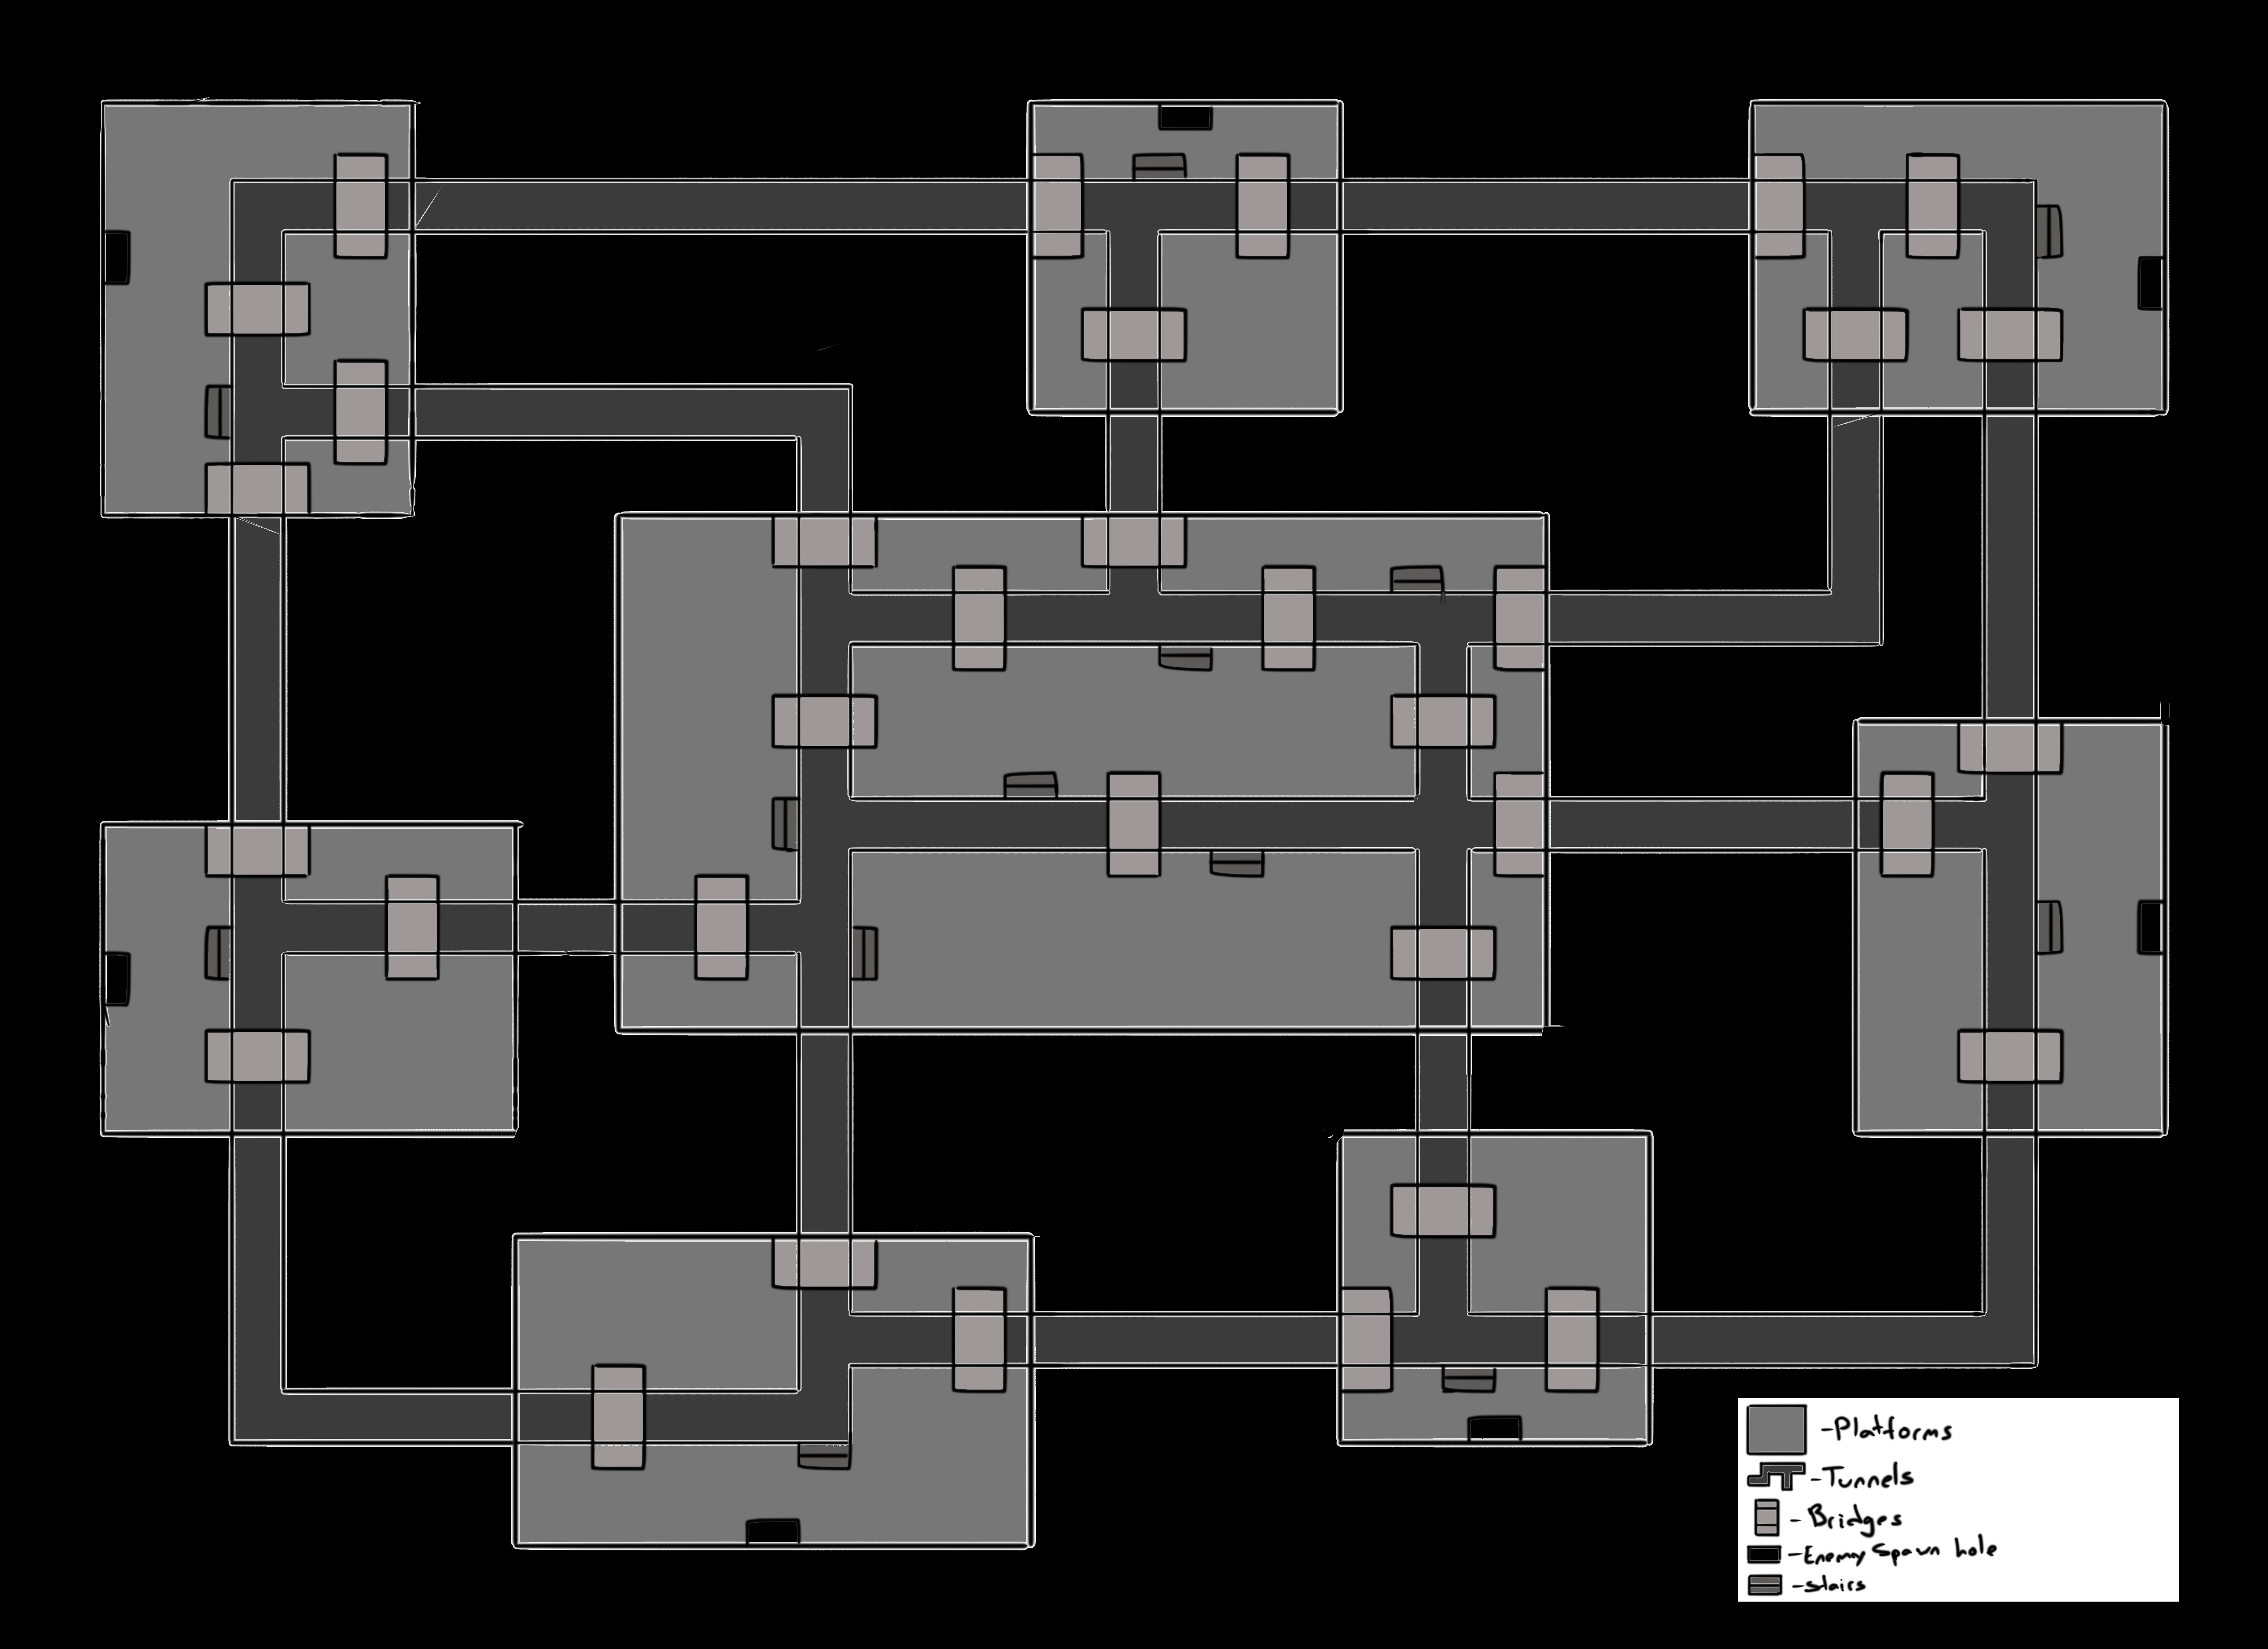 -Platforms
-Tunnels
-Bridges
-Enemy Spawn hole
-stairs